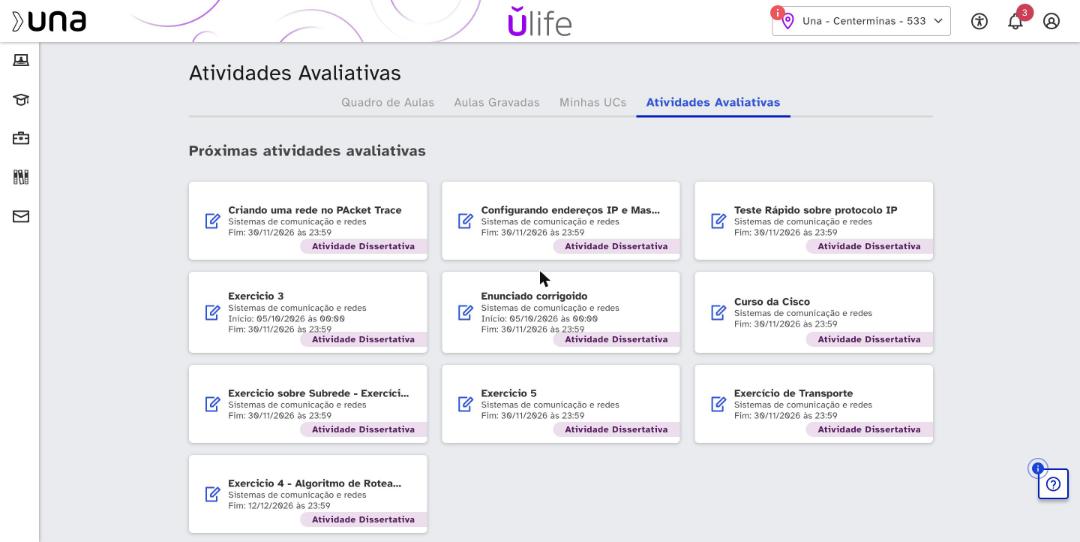 una
Ulife
Una - Centerminas - 533
3
Atividades Avaliativas
Quadro de Aulas
Aulas Gravadas
Minhas UCs
Atividades Avaliativas
Próximas atividades avaliativas
Criando uma rede no PAcket Trace
Sistemas de comunicação e redes
Fim: 30/11/2026 às 23:59
Atividade Dissertativa
Configurando endereços IP e Mas...
Sistemas de comunicação e redes
Fim: 30/11/2026 às 23:59
Atividade Dissertativa
Teste Rápido sobre protocolo IP
Sistemas de comunicação e redes
Fim: 30/11/2026 às 23:59
Atividade Dissertativa
Exercicio 3
Sistemas de comunicação e redes
Início: 05/10/2026 às 00:00
Fim: 30/11/2026 às 23:59
Atividade Dissertativa
Enunciado corrigoido
Sistemas de comunicação e redes
Início: 05/10/2026 às 00:00
Fim: 30/11/2026 às 23:59
Atividade Dissertativa
Curso da Cisco
Sistemas de comunicação e redes
Fim: 30/11/2026 às 23:59
Atividade Dissertativa
Exercicio sobre Subrede - Exercíci...
Sistemas de comunicação e redes
Fim: 30/11/2026 às 23:59
Atividade Dissertativa
Exercicio 5
Sistemas de comunicação e redes
Fim: 30/11/2026 às 23:59
Atividade Dissertativa
Exercício de Transporte
Sistemas de comunicação e redes
Fim: 30/11/2026 às 23:59
Atividade Dissertativa
Exercicio 4 - Algoritmo de Rotea...
Sistemas de comunicação e redes
Fim: 12/12/2026 às 23:59
Atividade Dissertativa